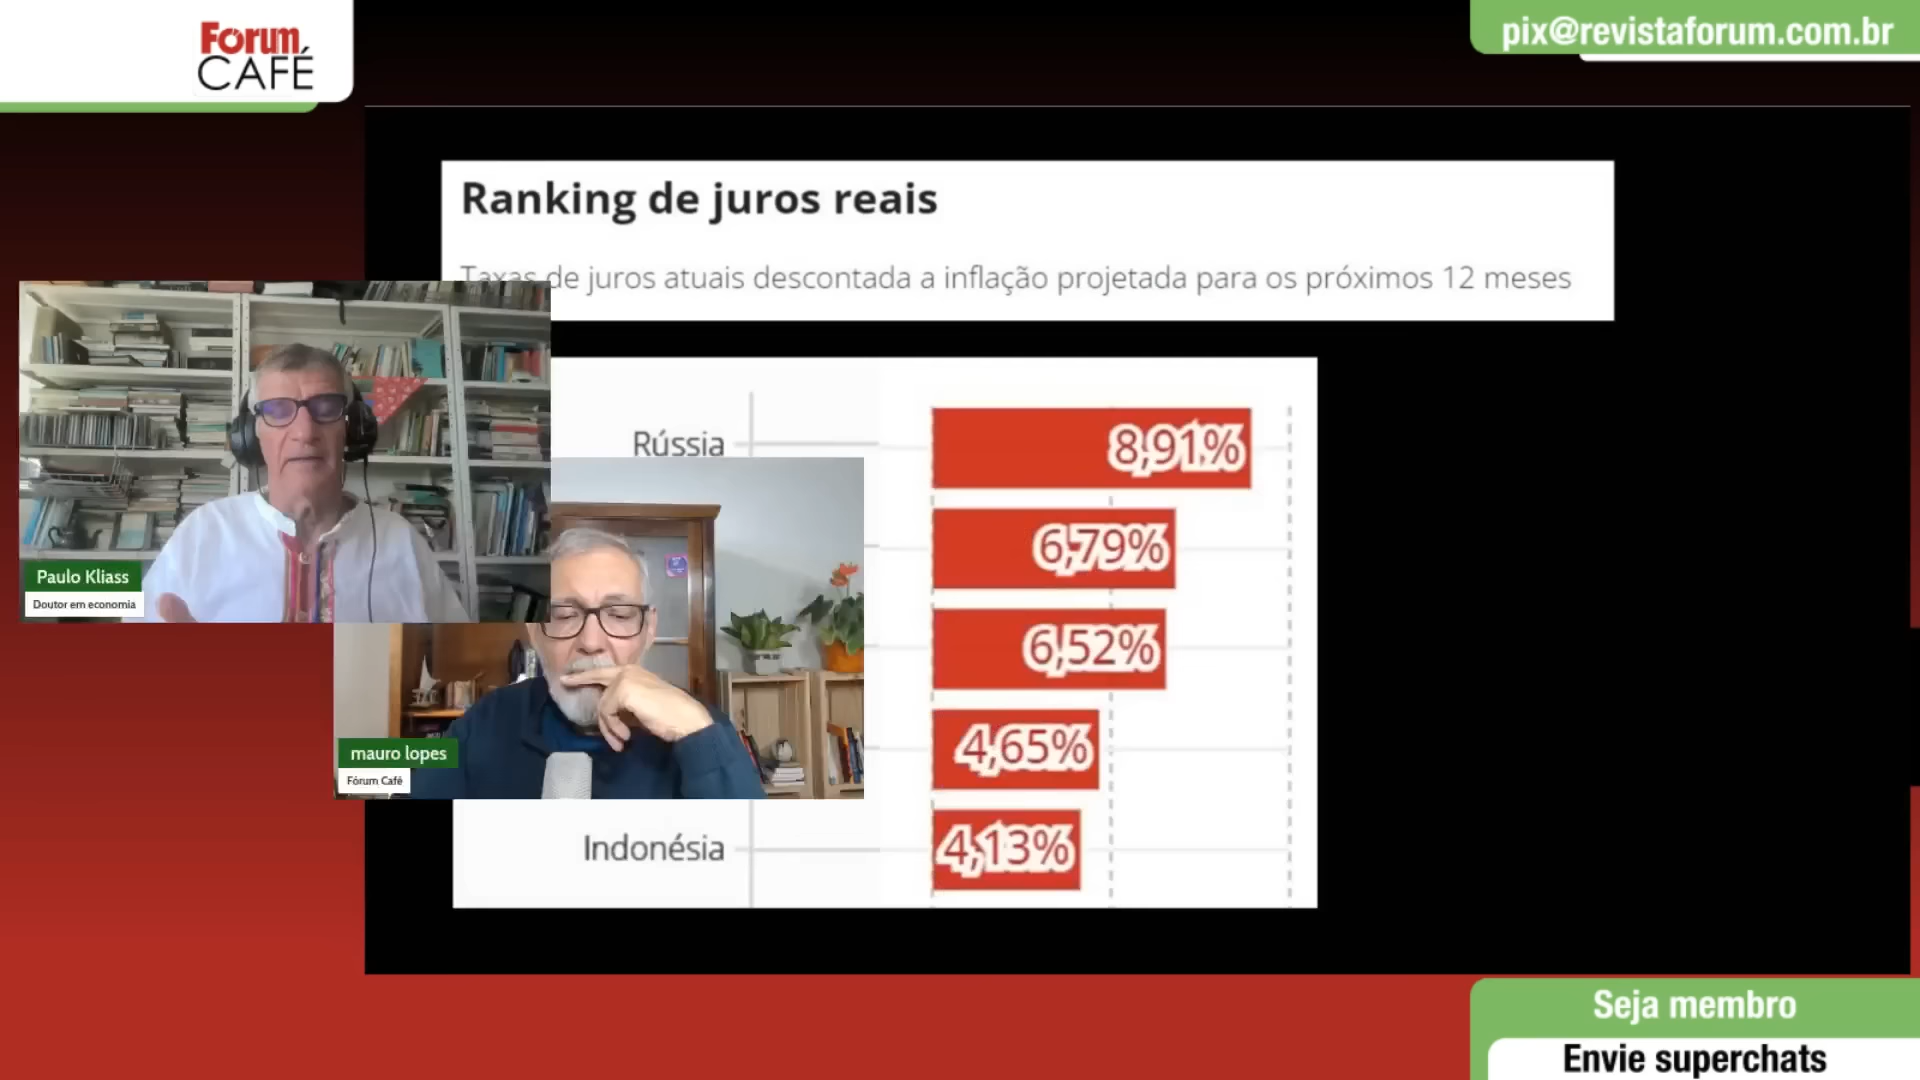 Forum
CAFÉ
pix@revistaforum.com.br
Ranking de juros reais
Taxas de juros atuais descontada a inflação projetada para os próximos 12 meses
Rússia
8,91%
6,79%
6,52%
4,65%
Indonésia
4,13%
Paulo Kliass
Doutor em economia
mauro lopes
Fórum Café
Seja membro
Envie superchats